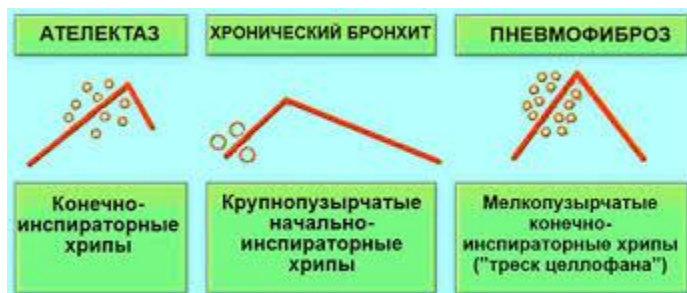 АТЕЛЕКТАЗ
ХРОНИЧЕСКИЙ БРОНХИТ
ПНЕВМОФИБРОЗ
Конечно-
инспираторные
хрипы
Крупнопузырчатые
начально-
инспираторные
хрипы
Мелкопузырчатые
конечно-
инспираторные хрипы
("треск целлофана")